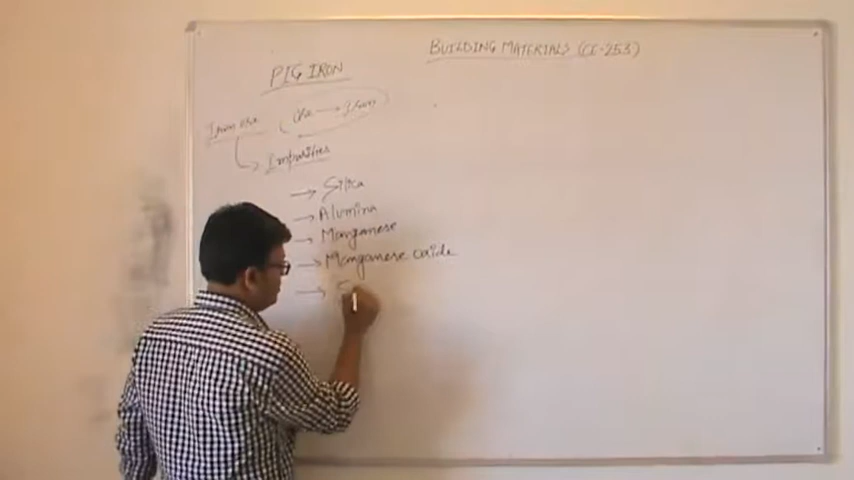 BUILDING MATERIALS (CE-253)
PIG IRON
Iron ore
Ore → Iron
Impurities
→ Silica
→ Alumina
→ Manganese
→ Manganese oxide
→ S